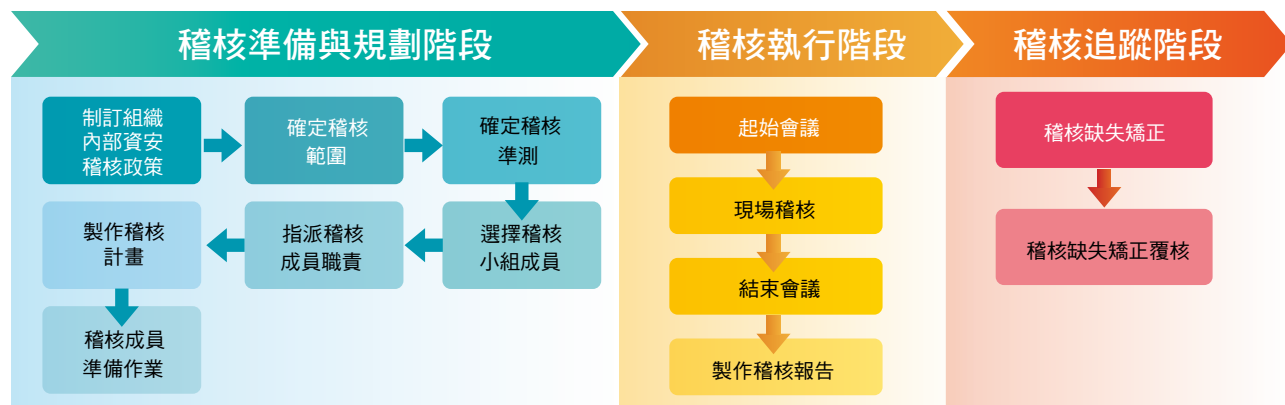 稽核準備與規劃階段
制訂組織
內部資安
稽核政策
確定稽核
範圍
確定稽核
準測
選擇稽核
小組成員
指派稽核
成員職責
製作稽核
計畫
稽核成員
準備作業
稽核執行階段
起始會議
現場稽核
結束會議
製作稽核報告
稽核追蹤階段
稽核缺失矯正
稽核缺失矯正覆核